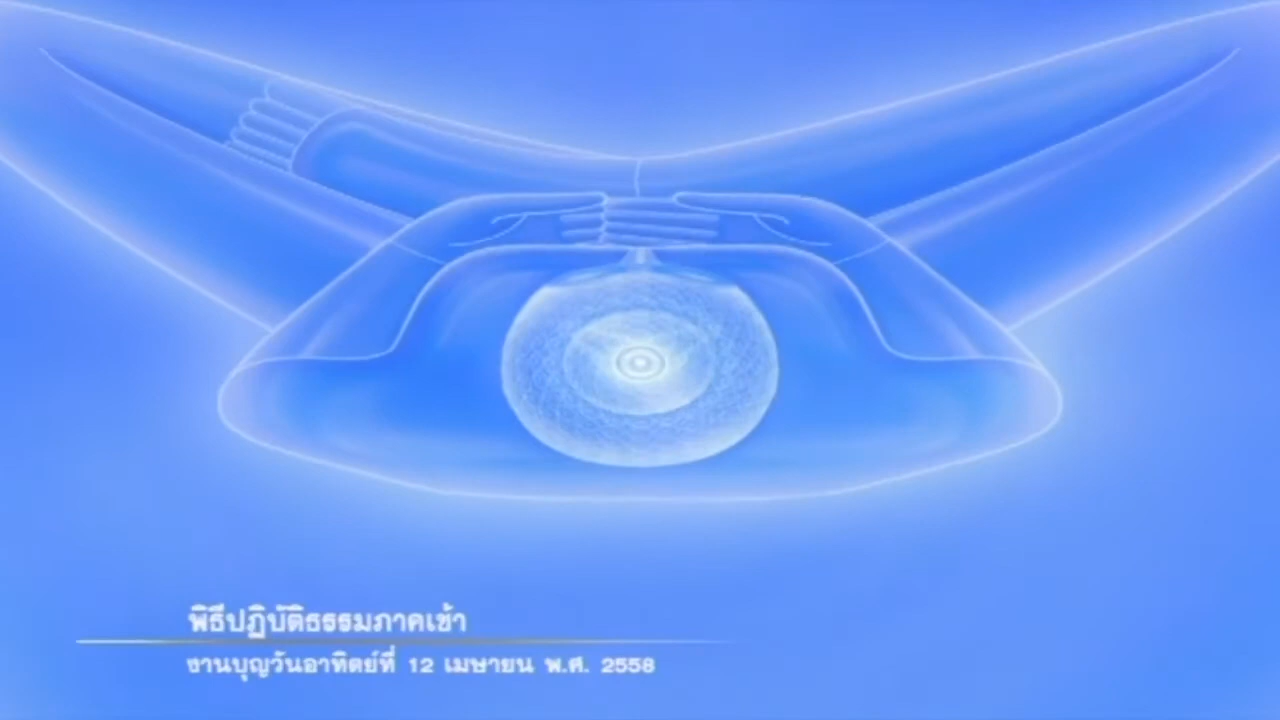 พิธีปฏิบัติธรรมภาคเช้า
งานบุญวันอาทิตย์ที่ 12 เมษายน พ.ศ. 2558